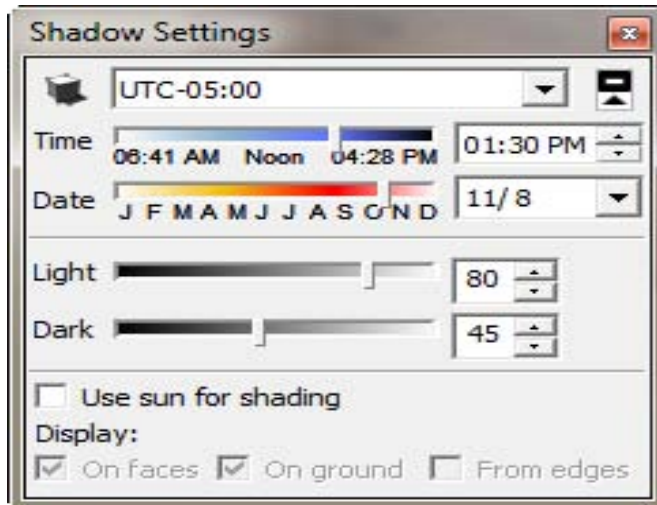 Shadow Settings
UTC-05:00
Time 06:41 AM Noon 04:28 PM 01:30 PM
Date J F M A M J J A S O N D 11/ 8
Light 80
Dark 45
Use sun for shading
Display:
On faces On ground From edges